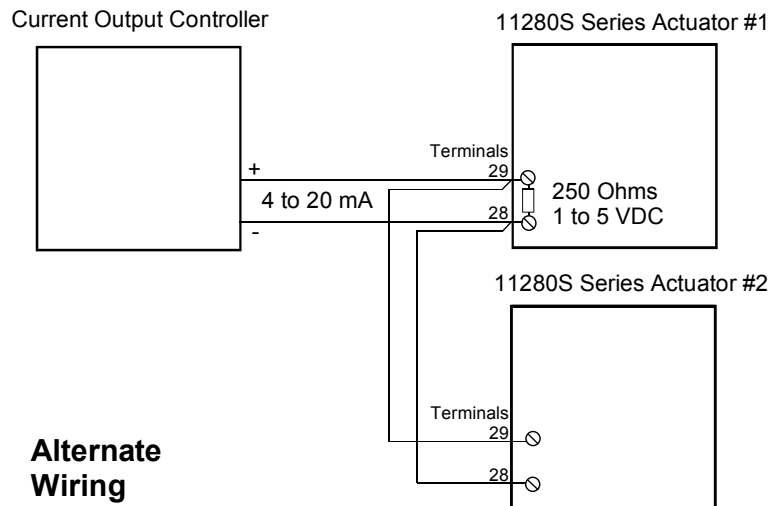 Current Output Controller
11280S Series Actuator #1
Terminals
29
+
4 to 20 mA
250 Ohms
1 to 5 VDC
28
-
11280S Series Actuator #2
Terminals
29
28
Alternate
Wiring